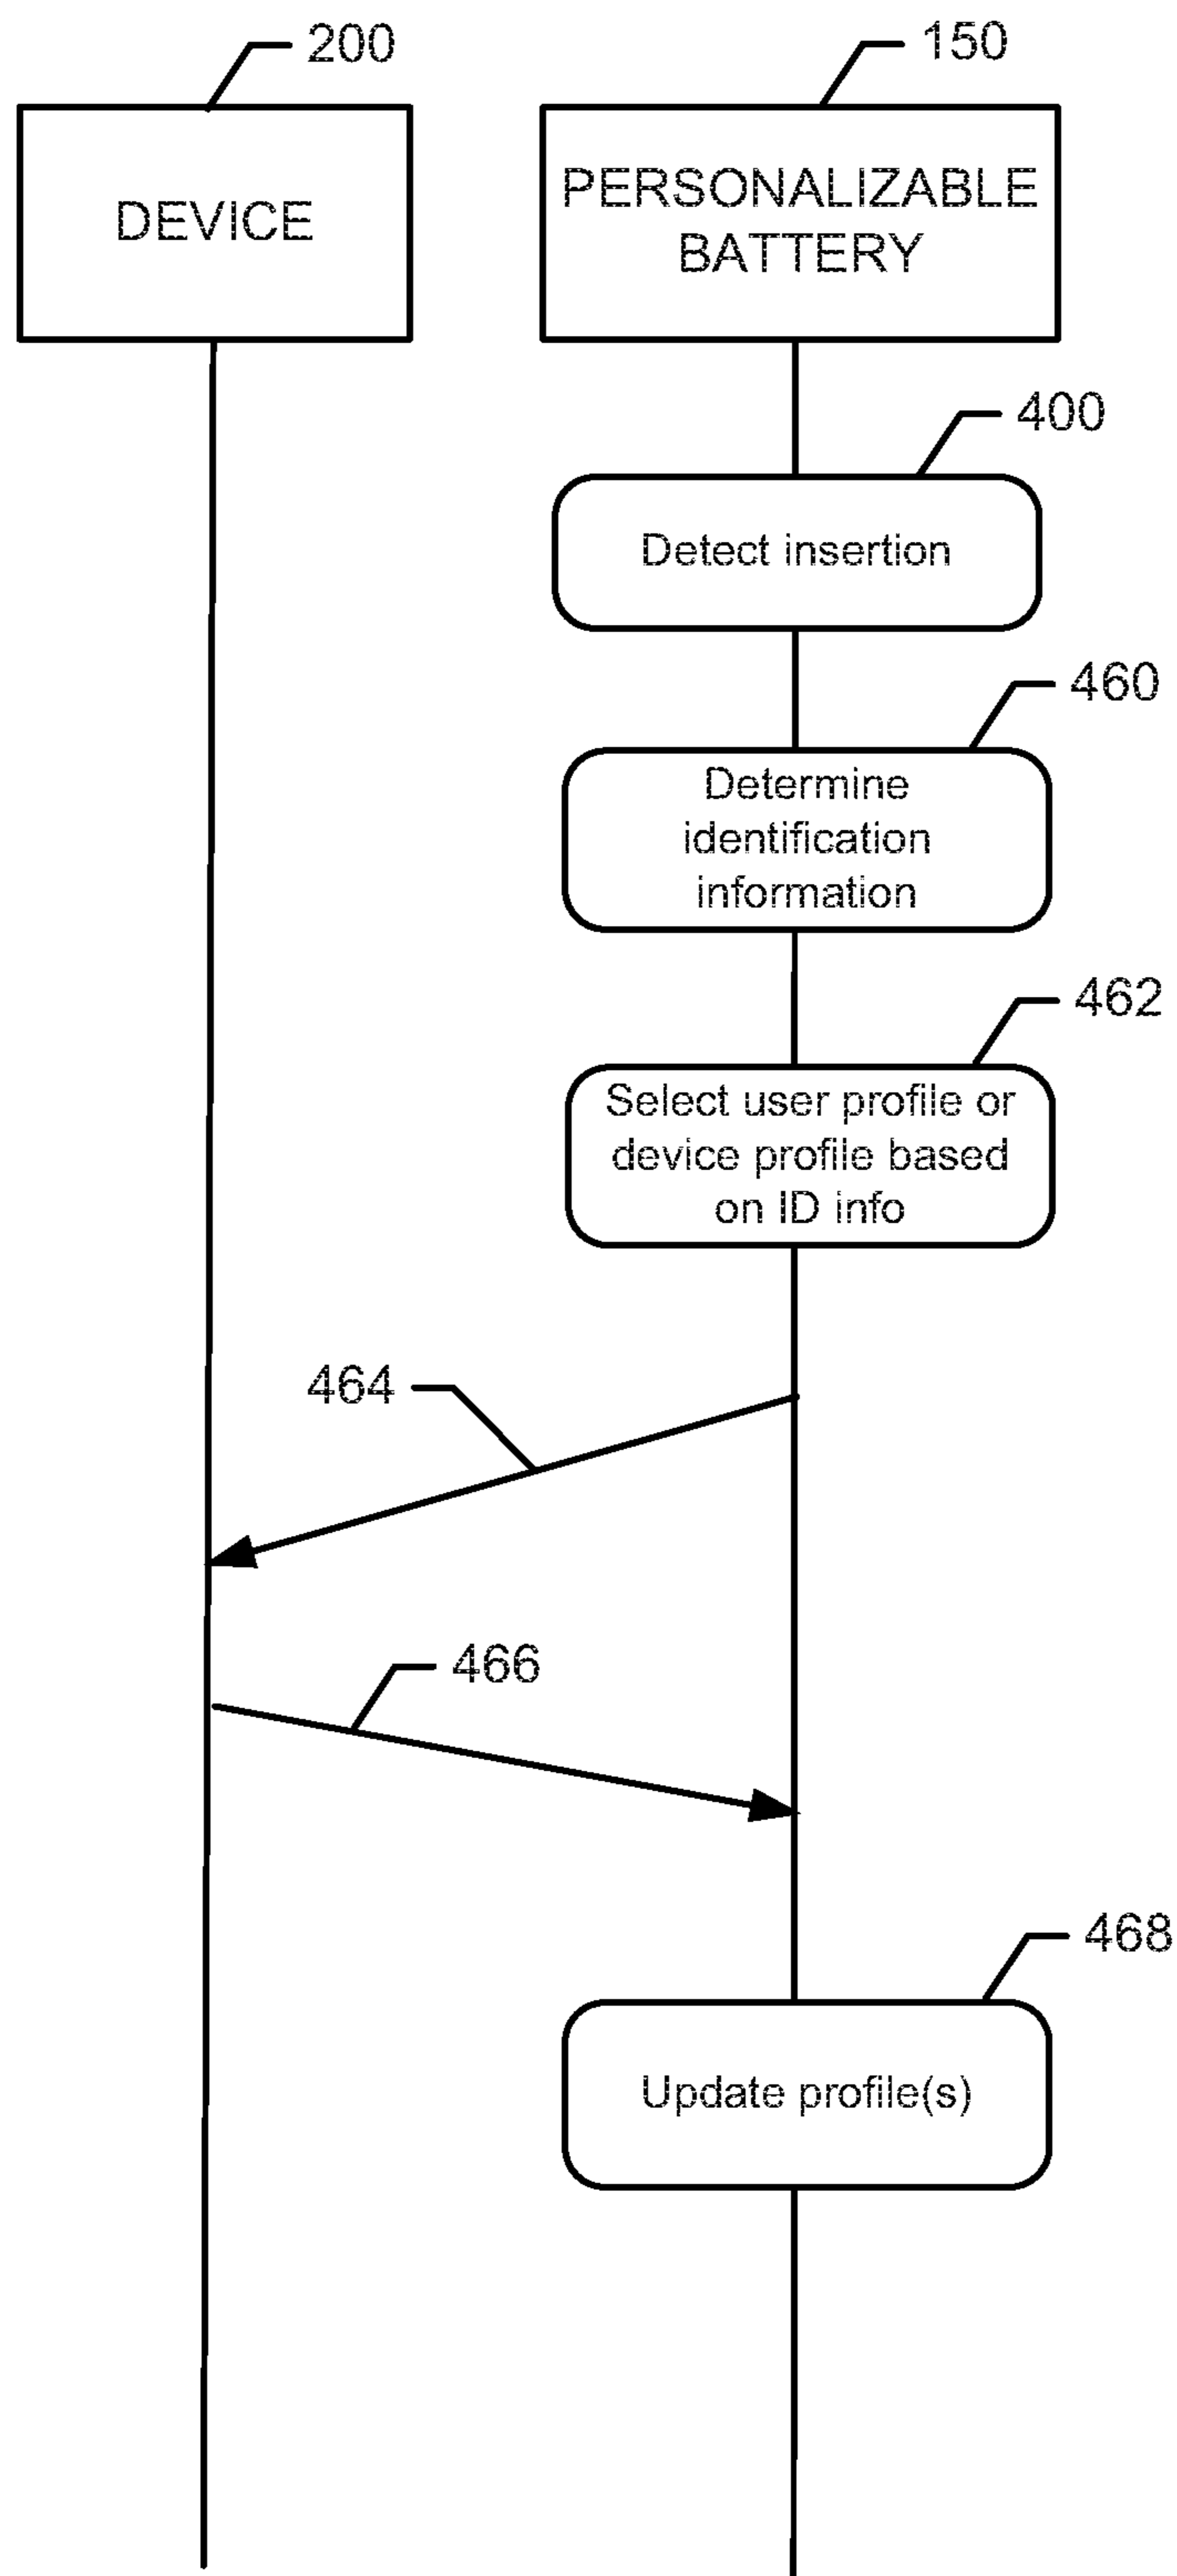 200
150
DEVICE
PERSONALIZABLE
BATTERY
400
Detect insertion
460
Determine
identification
information
462
Select user profile or
device profile based
on ID info
464
466
468
Update profile(s)